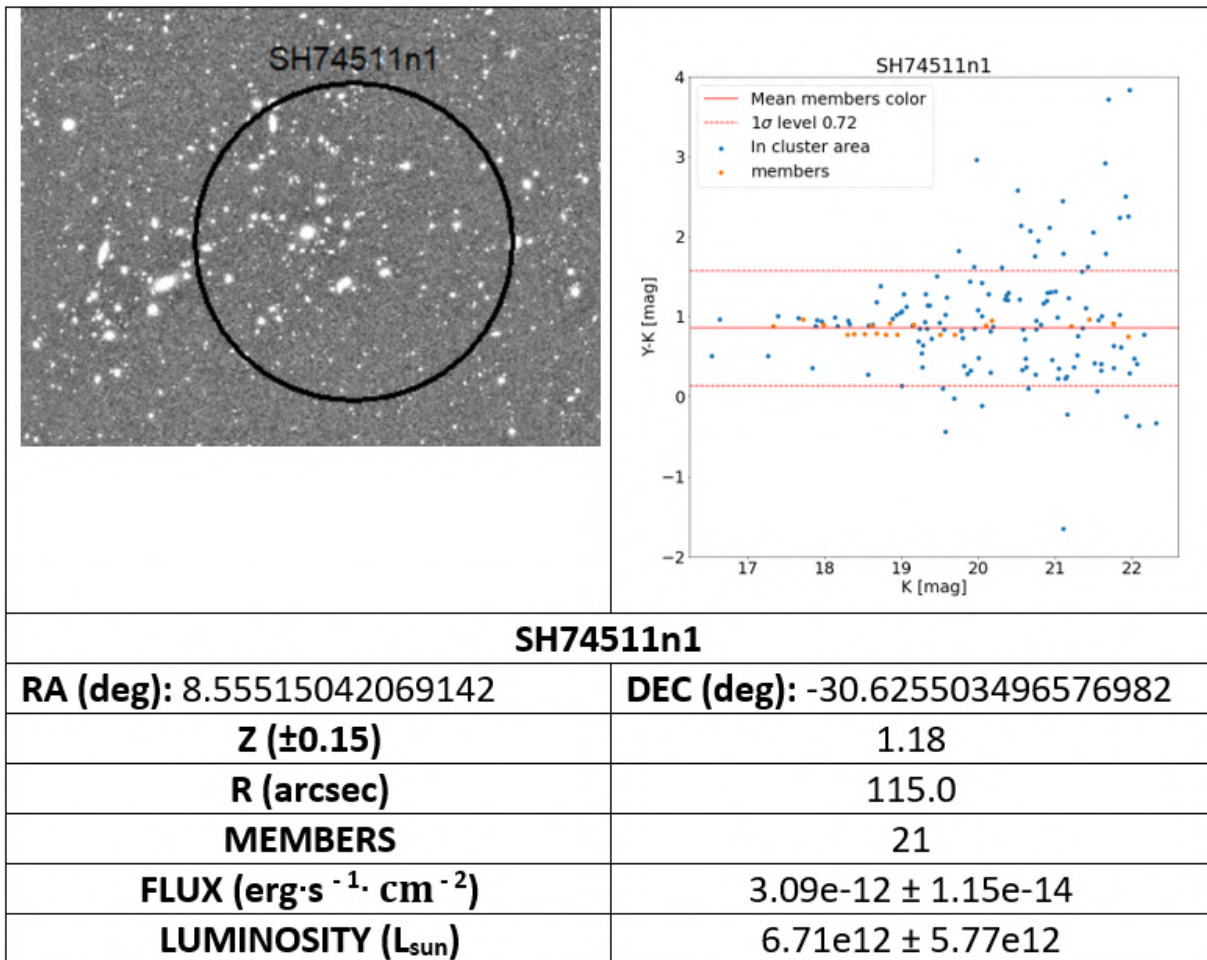 SH74511n1
SH74511n1
4
3
2
1
0
−1
−2
Y-K [mag]
Mean members color
1σ level 0.72
In cluster area
members
17 18 19 20 21 22
K [mag]
SH74511n1
RA (deg): 8.55515042069142 DEC (deg): -30.625503496576982
Z (±0.15) 1.18
R (arcsec) 115.0
MEMBERS 21
FLUX (erg·s ⁻¹· cm ⁻²) 3.09e-12 ± 1.15e-14
LUMINOSITY (Lsun) 6.71e12 ± 5.77e12